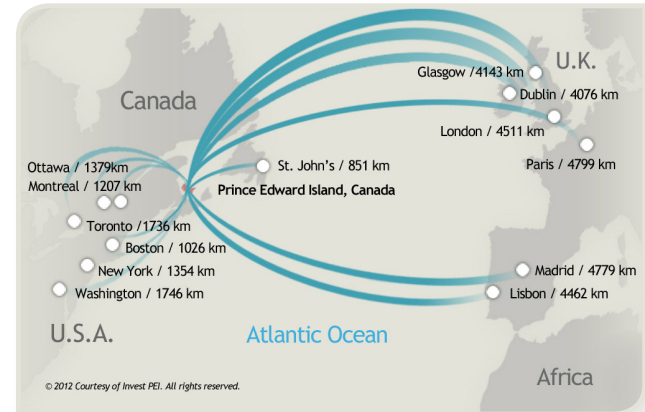 U.K.
Glasgow /4143 km
Dublin / 4076 km
Canada
London / 4511 km
Ottawa / 1379km
St. John's / 851 km
Paris / 4799 km
Montreal / 1207 km
Prince Edward Island, Canada
Toronto /1736 km
Boston / 1026 km
New York / 1354 km
Madrid / 4779 km
Washington / 1746 km
Lisbon / 4462 km
U.S.A.
Atlantic Ocean
Africa
© 2012 Courtesy of Invest PEI. All rights reserved.